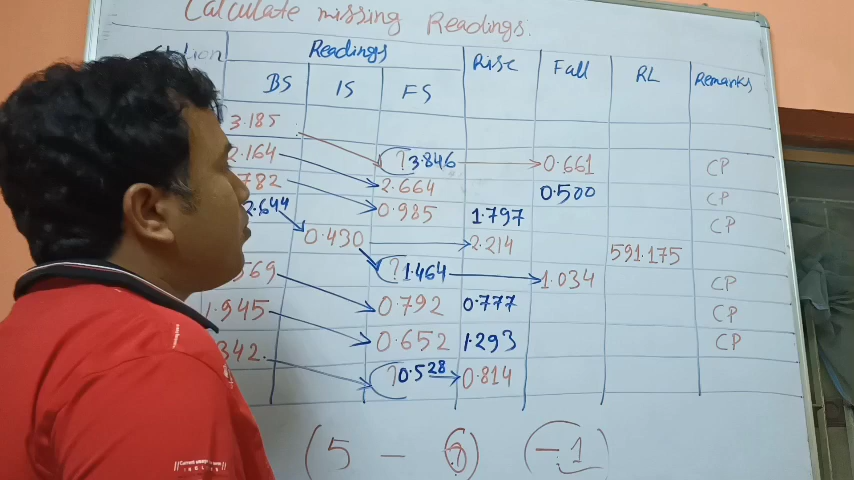 Calculate missing Readings.
Readings Rise Fall RL Remarks
BS IS FS
3.185
?3.846 0.661 CP
2.164 2.664 0.500 CP
782 0.985 1.797 CP
2.644
0.430 2.214 591.175
?1.464 1.034 CP
569 0.792 0.777 CP
1.945 0.652 1.293 CP
342 ?0.528 0.814
(5 - ?) (-1)